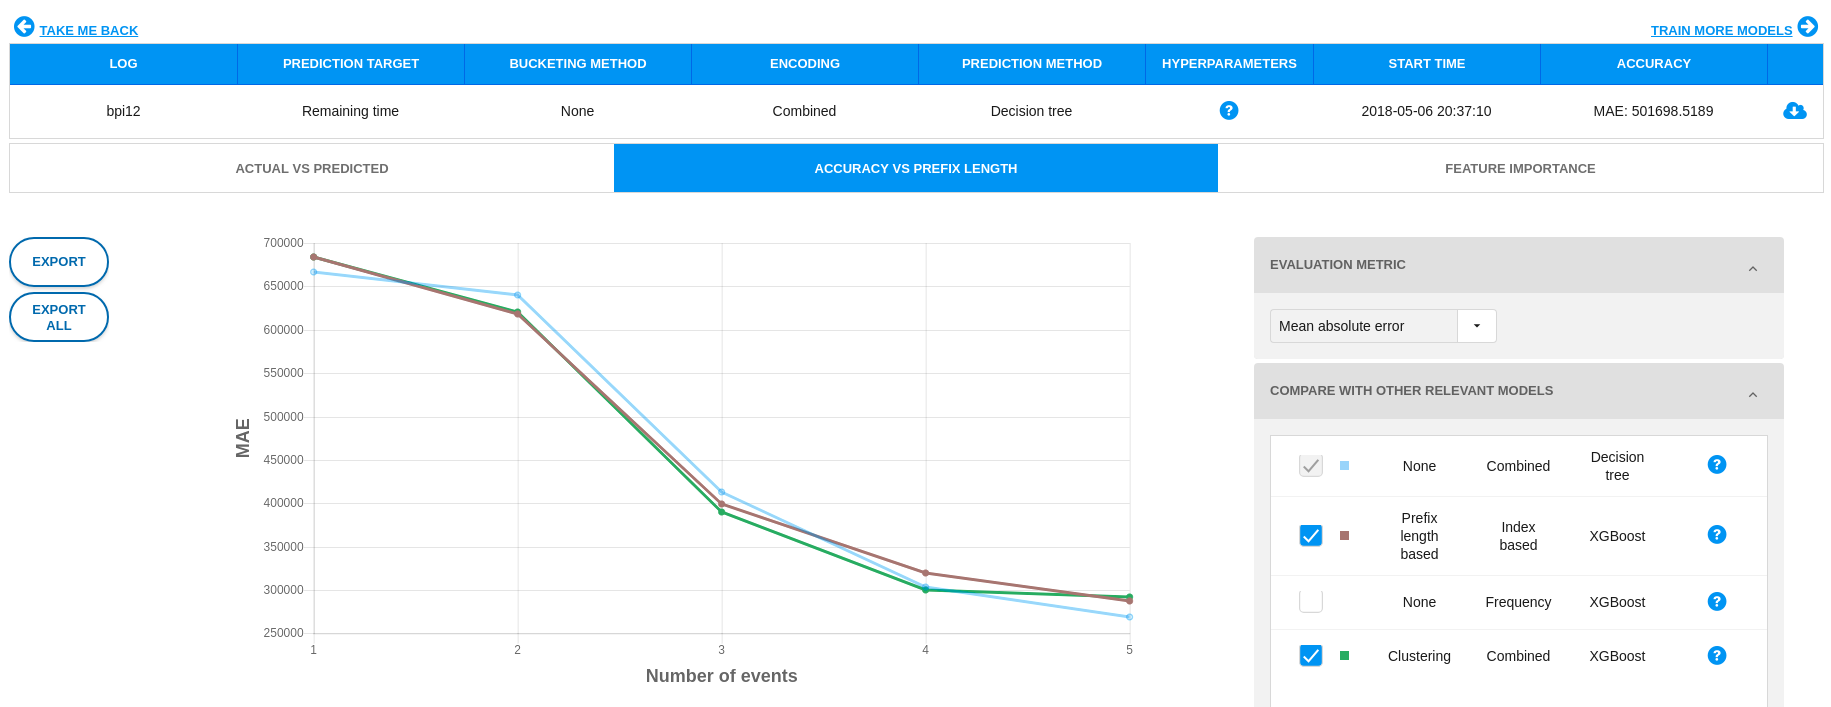 TAKE ME BACK
TRAIN MORE MODELS
LOG PREDICTION TARGET BUCKETING METHOD ENCODING PREDICTION METHOD HYPERPARAMETERS START TIME ACCURACY
bpi12 Remaining time None Combined Decision tree ? 2018-05-06 20:37:10 MAE: 501698.5189
ACTUAL VS PREDICTED ACCURACY VS PREFIX LENGTH FEATURE IMPORTANCE
EXPORT
EXPORT
ALL
MAE
700000
650000
600000
550000
500000
450000
400000
350000
300000
250000
1 2 3 4 5
Number of events
EVALUATION METRIC
Mean absolute error
COMPARE WITH OTHER RELEVANT MODELS
None Combined Decision
tree ?
Prefix
length
based
Index
based
XGBoost ?
None Frequency XGBoost ?
Clustering Combined XGBoost ?